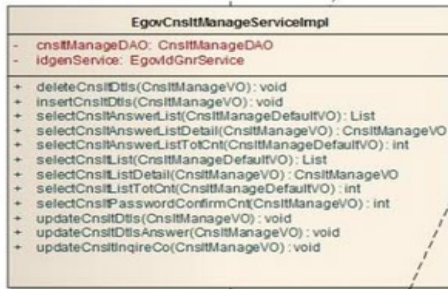 EgovCnsltManageServiceImpl
- cnsltManageDAO: CnsltManageDAO
- idgenService: EgovIdGnrService
+ deleteCnsltDtls(CnsltManageVO) : void
+ insertCnsltDtls(CnsltManageVO) : void
+ selectCnsltAnswerList(CnsltManageDefaultVO) : List
+ selectCnsltAnswerListDetail(CnsltManageVO) : CnsltManageVO
+ selectCnsltAnswerListTotCnt(CnsltManageDefaultVO) : int
+ selectCnsltList(CnsltManageDefaultVO) : List
+ selectCnsltListDetail(CnsltManageVO) : CnsltManageVO
+ selectCnsltListTotCnt(CnsltManageDefaultVO) : int
+ selectCnsltPasswordConfirmCnt(CnsltManageVO) : int
+ updateCnsltDtls(CnsltManageVO) : void
+ updateCnsltDtlsAnswer(CnsltManageVO) : void
+ updateCnsltInqireCo(CnsltManageVO) : void